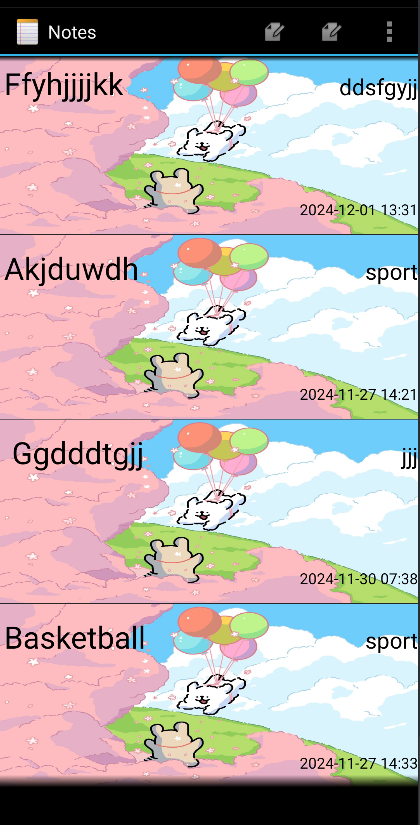 Notes
Ffyhjjjjkk
ddsfgyjj
2024-12-01 13:31
Akjduwdh
sport
2024-11-27 14:21
Ggdddtgjj
jjj
2024-11-30 07:38
Basketball
sport
2024-11-27 14:33